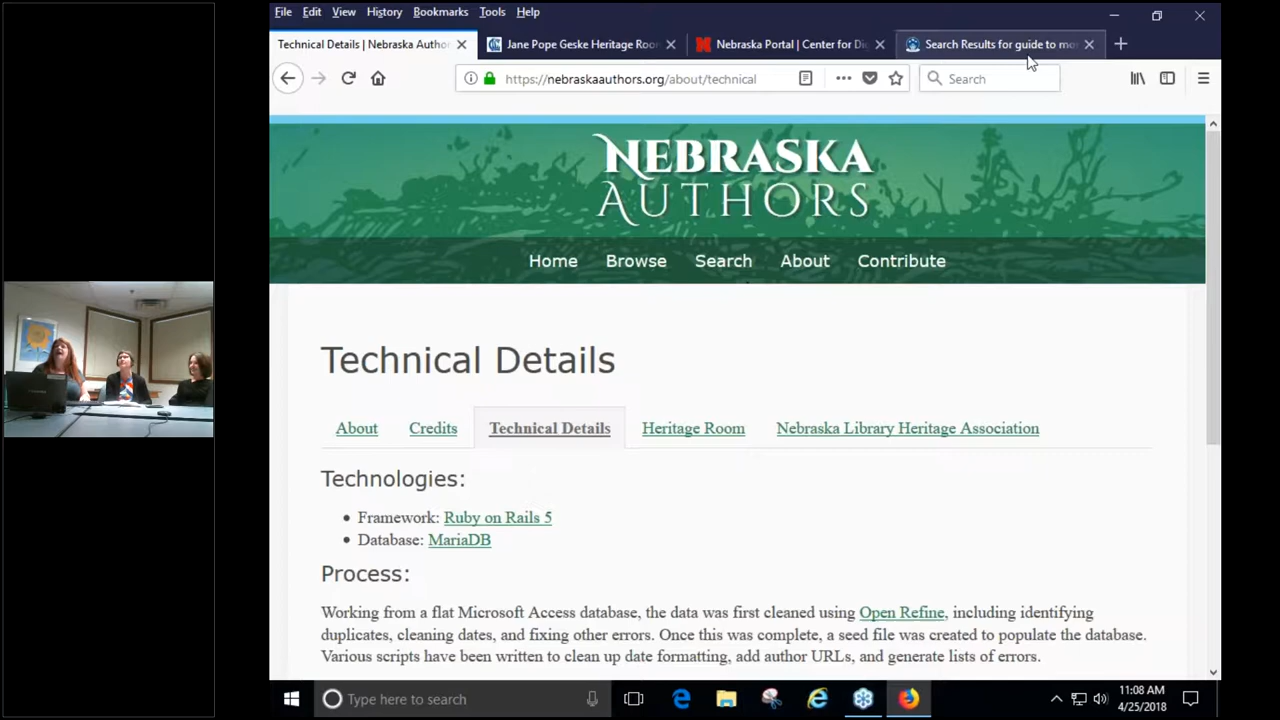 File Edit View History Bookmarks Tools Help
Technical Details | Nebraska Autho
Jane Pope Geske Heritage Roo
Nebraska Portal | Center for Di
Search Results for guide to mo
https://nebraskaauthors.org/about/technical
Search
NEBRASKA
AUTHORS
Home Browse Search About Contribute
Technical Details
About Credits Technical Details Heritage Room Nebraska Library Heritage Association
Technologies:
• Framework: Ruby on Rails 5
• Database: MariaDB
Process:
Working from a flat Microsoft Access database, the data was first cleaned using Open Refine, including identifying
duplicates, cleaning dates, and fixing other errors. Once this was complete, a seed file was created to populate the database.
Various scripts have been written to clean up date formatting, add author URLs, and generate lists of errors.
Type here to search
11:08 AM
4/25/2018